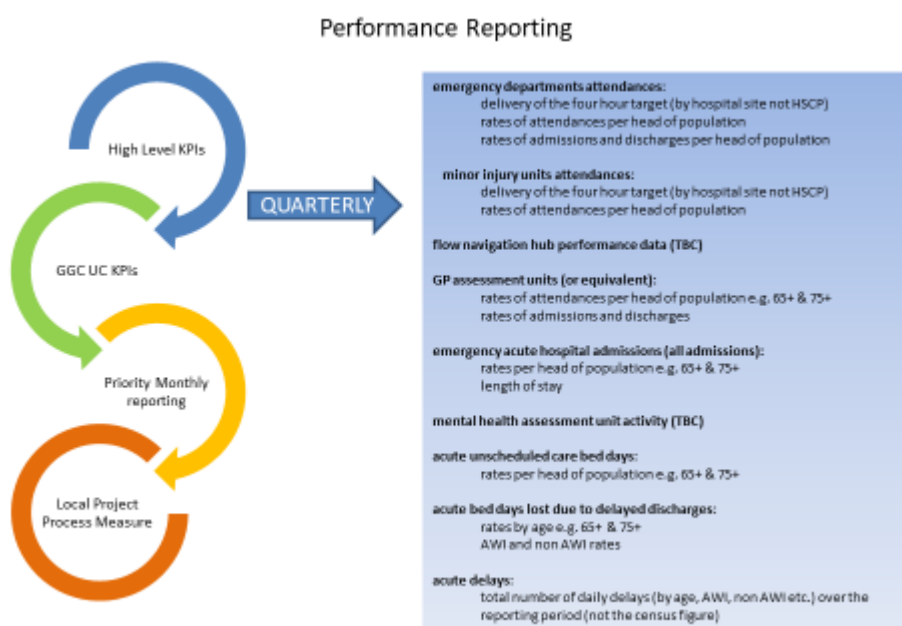 Performance Reporting
High Level KPIs
GGC UC KPIs
Priority Monthly
reporting
Local Project
Process Measure
QUARTERLY
emergency departments attendances:
delivery of the four hour target (by hospital site not HSCP)
rates of attendances per head of population
rates of admissions and discharges per head of population
minor injury units attendances:
delivery of the four hour target (by hospital site not HSCP)
rates of attendances per head of population
flow navigation hub performance data (TBC)
GP assessment units (or equivalent):
rates of attendances per head of population e.g. 65+ & 75+
rates of admissions and discharges
emergency acute hospital admissions (all admissions):
rates per head of population e.g. 65+ & 75+
length of stay
mental health assessment unit activity (TBC)
acute unscheduled care bed days:
rates per head of population e.g. 65+ & 75+
acute bed days lost due to delayed discharges:
rates by age e.g. 65+ & 75+
AWI and non AWI rates
acute delays:
total number of daily delays (by age, AWI, non AWI etc.) over the
reporting period (not the census figure)